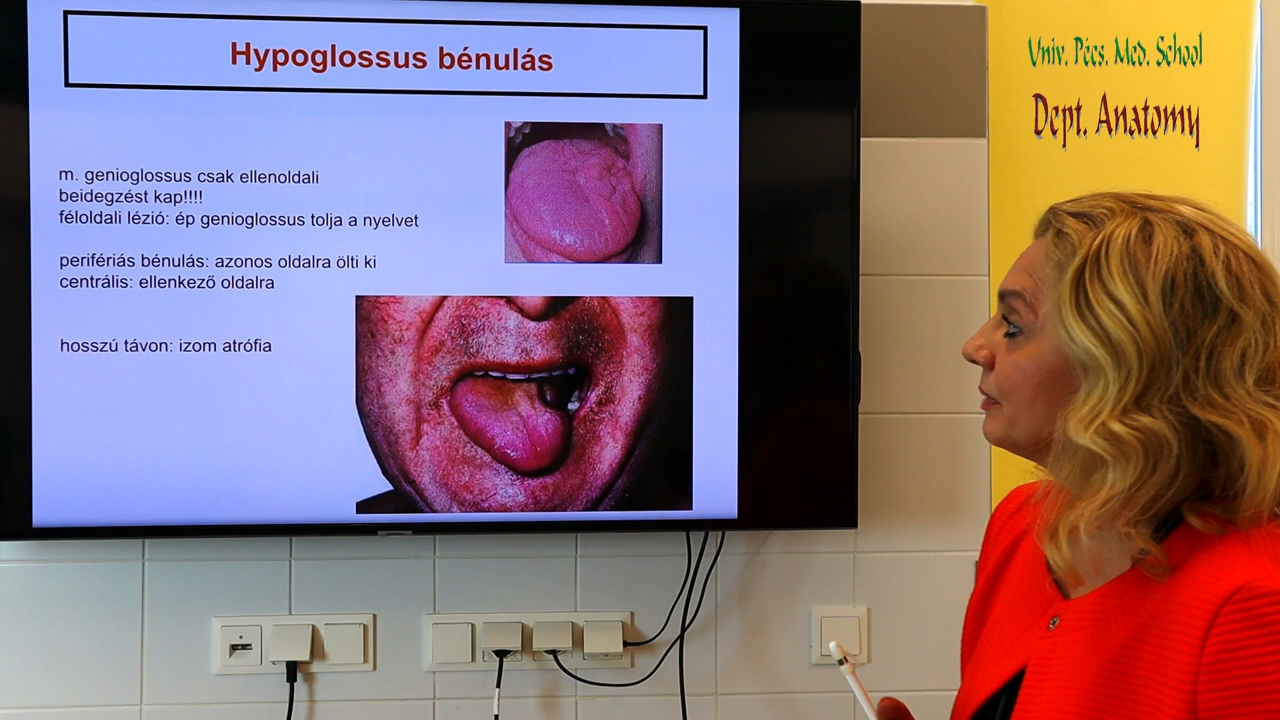 Hypoglossus bénulás
m. genioglossus csak ellenoldali
beidegzést kap!!!!
féloldali lézió: ép genioglossus tolja a nyelvet
perifériás bénulás: azonos oldalra ölti ki
centrális: ellenkező oldalra
hosszú távon: izom atrófia
Univ. Pécs. Med. School
Dept. Anatomy